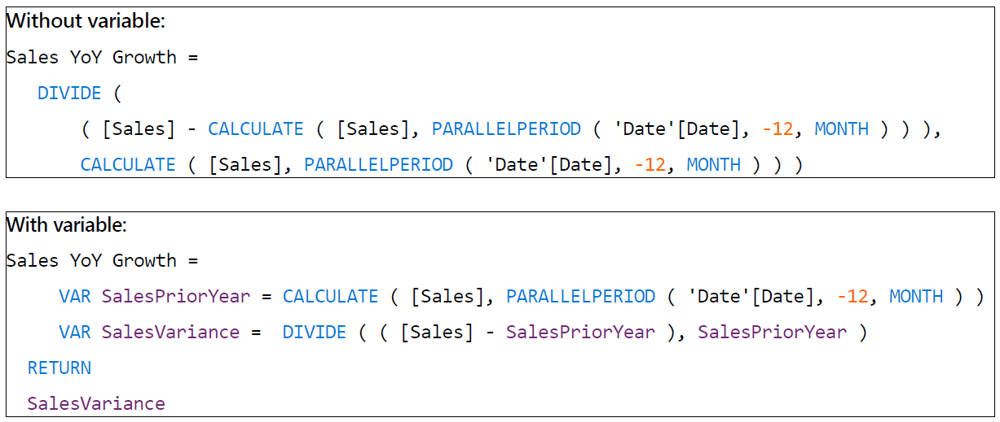 Without variable:
Sales YoY Growth =
DIVIDE (
( [Sales] - CALCULATE ( [Sales], PARALLELPERIOD ( 'Date'[Date], -12, MONTH ) ) ),
CALCULATE ( [Sales], PARALLELPERIOD ( 'Date'[Date], -12, MONTH ) ) )
With variable:
Sales YoY Growth =
VAR SalesPriorYear = CALCULATE ( [Sales], PARALLELPERIOD ( 'Date'[Date], -12, MONTH ) )
VAR SalesVariance =  DIVIDE ( ( [Sales] - SalesPriorYear ), SalesPriorYear )
RETURN
SalesVariance